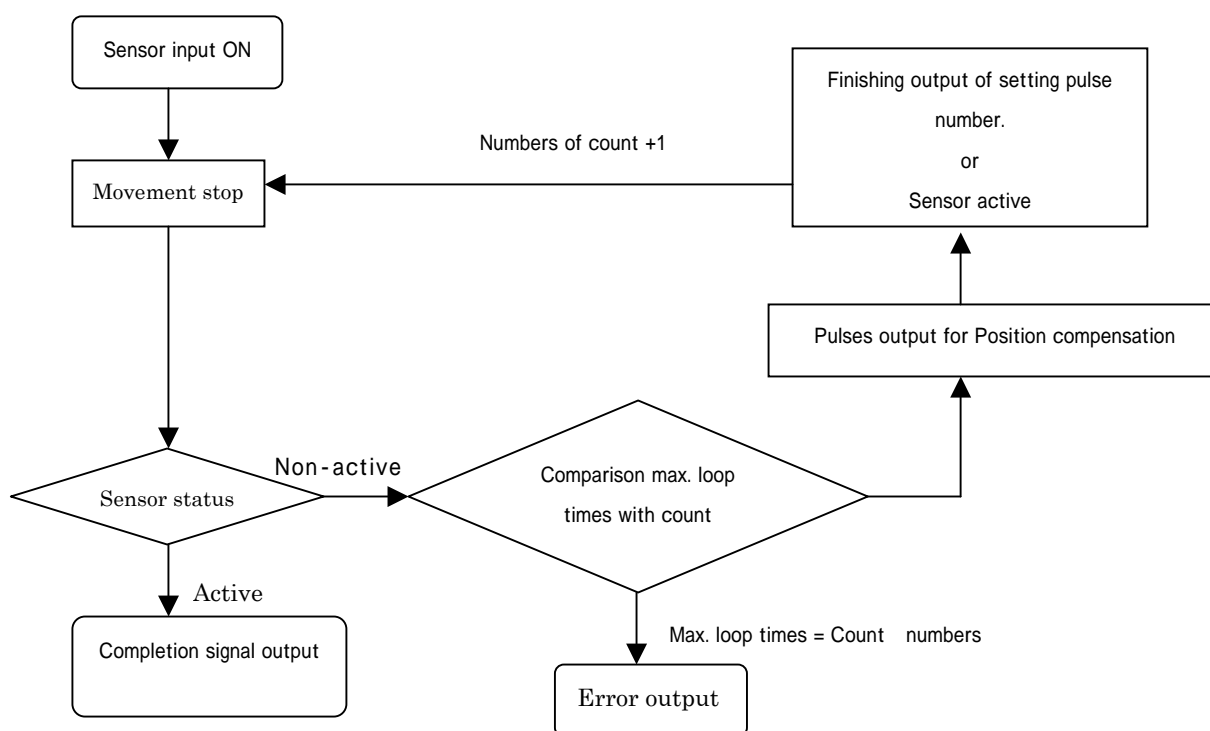 Sensor input ON
Finishing output of setting pulse
number.
or
Sensor active
Numbers of count +1
Movement stop
Pulses output for Position compensation
Non-active
Sensor status
Comparison max. loop
times with count
Active
Completion signal output
Max. loop times = Count numbers
Error output